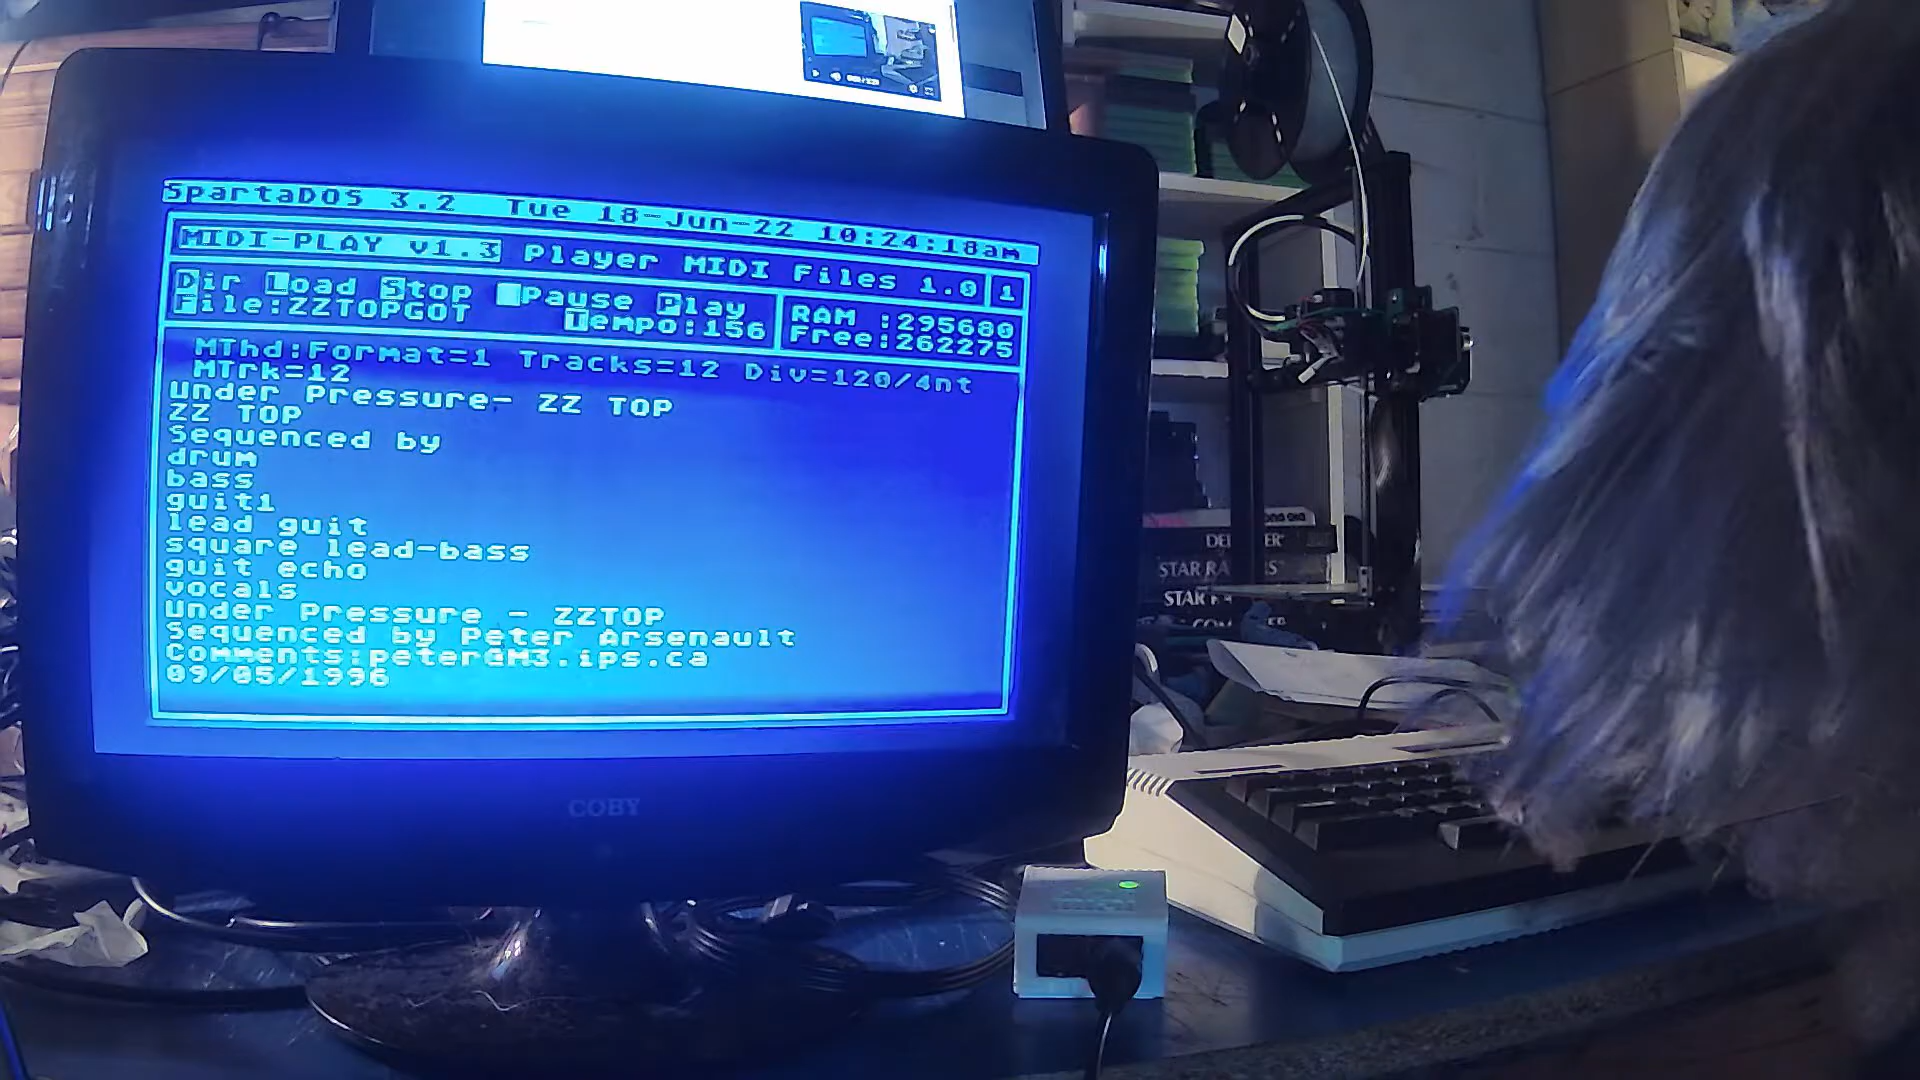 SpartaDOS 3.2 Tue 18-Jun-22 10:24:18am
MIDI-PLAY v1.3 Player MIDI Files 1.0 1
Dir Load Stop Pause Play
File:ZZTOPGOT Tempo:156
RAM :295680
Free:262275
MThd:Format=1 Tracks=12 Div=120/4nt
MTrk=12
Under Pressure- ZZ TOP
ZZ TOP
Sequenced by
drum
bass
guit1
lead guit
square lead-bass
guit echo
vocals
Under Pressure - ZZTOP
Sequenced by Peter Arsenault
Comments:peter@M3.ips.ca
09/05/1996
COBY
STAR
STAR